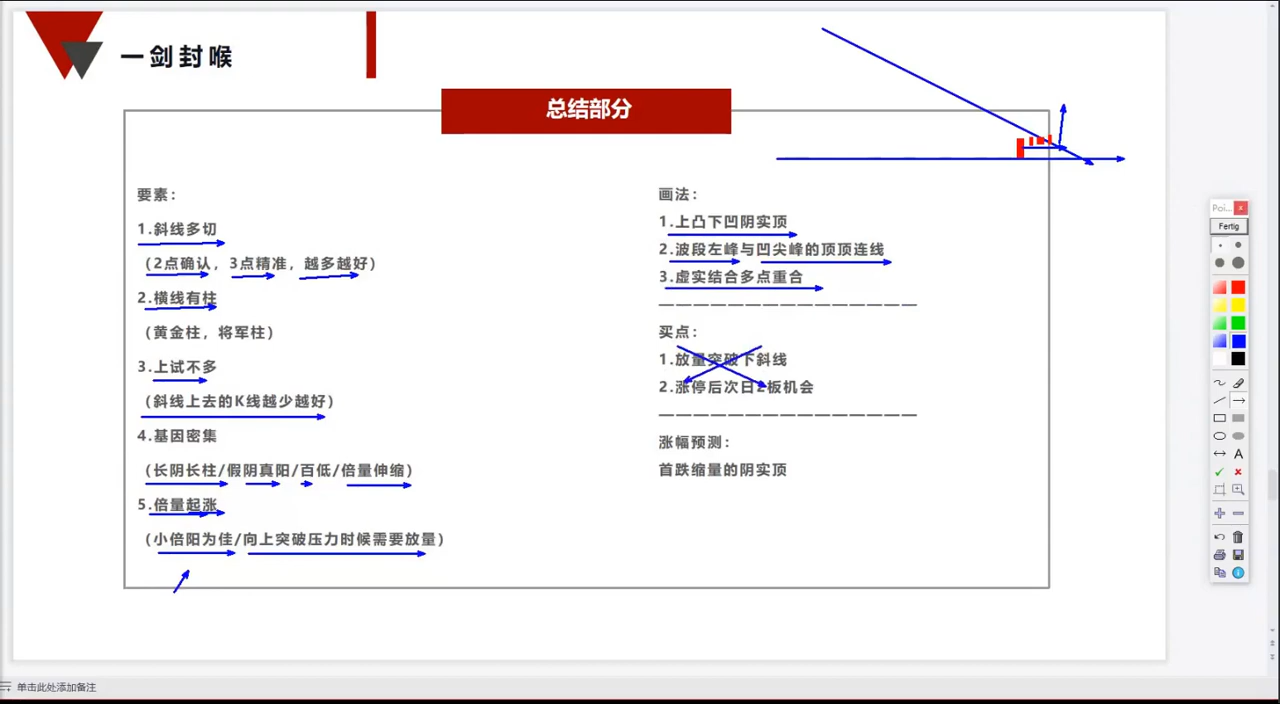 一剑封喉
总结部分
要素：
1.斜线多切
（2点确认，3点精准，越多越好）
2.横线有柱
（黄金柱，将军柱）
3.上试不多
（斜线上去的K线越少越好）
4.基因密集
（长阴长柱/假阴真阳/百低/倍量伸缩）
5.倍量起涨
（小倍阳为佳/向上突破压力时候需要放量）
画法：
1.上凸下凹阴实顶
2.波段左峰与凹尖峰的顶顶连线
3.虚实结合多点重合
————————————————
买点：
1.放量突破下斜线
2.涨停后次日2板机会
————————————————
涨幅预测：
首跌缩量的阴实顶
Poi...
Fertig
A
单击此处添加备注